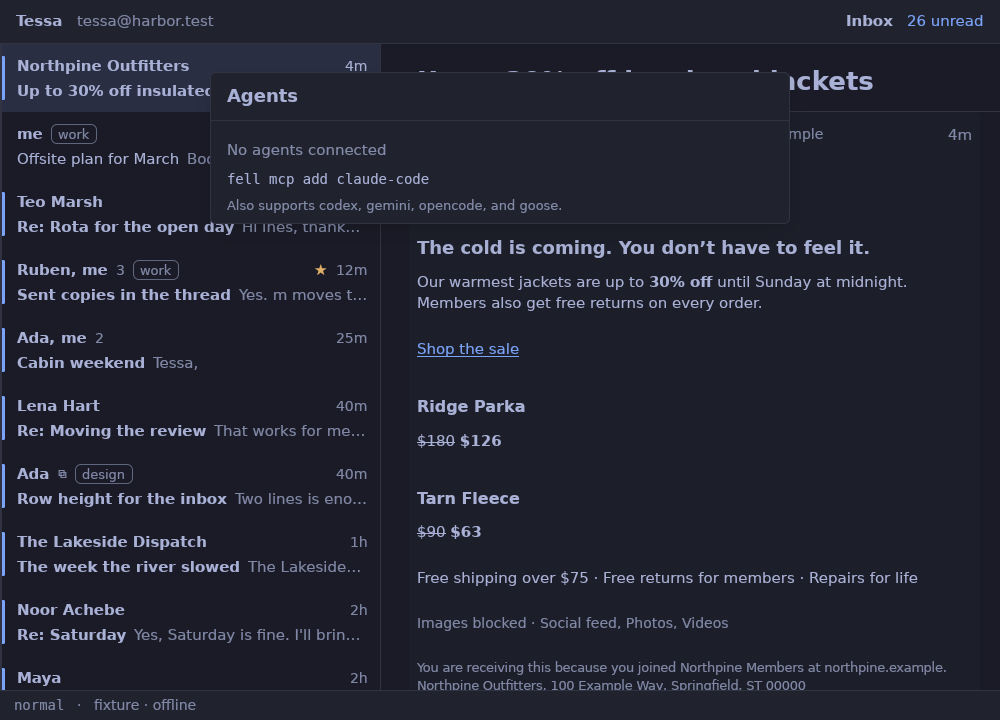 Tessa tessa@harbor.test
Inbox 26 unread
Northpine Outfitters 4m
Up to 30% off insulated
me work
Offsite plan for March
Teo Marsh
Re: Rota for the open day Hi Ines, thank…
Ruben, me 3 work ★ 12m
Sent copies in the thread Yes. m moves t…
Ada, me 2 25m
Cabin weekend Tessa,
Lena Hart 40m
Re: Moving the review That works for me…
Ada design 40m
Row height for the inbox Two lines is eno…
The Lakeside Dispatch 1h
The week the river slowed The Lakeside…
Noor Achebe 2h
Re: Saturday Yes, Saturday is fine. I'll brin…
Maya 2h
Agents
No agents connected
fell mcp add claude-code
Also supports codex, gemini, opencode, and goose.
4m
The cold is coming. You don’t have to feel it.
Our warmest jackets are up to 30% off until Sunday at midnight.
Members also get free returns on every order.
Shop the sale
Ridge Parka
$180 $126
Tarn Fleece
$90 $63
Free shipping over $75 · Free returns for members · Repairs for life
Images blocked · Social feed, Photos, Videos
You are receiving this because you joined Northpine Members at northpine.example.
Northpine Outfitters, 100 Example Way, Springfield, ST 00000
normal · fixture · offline